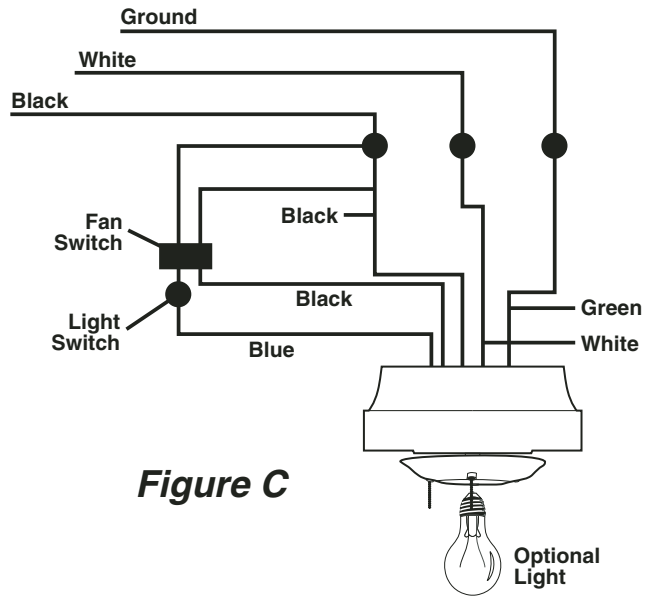 Ground
White
Black
Black
Fan
Switch
Black
Light
Switch
Blue
Green
White
Figure C
Optional
Light